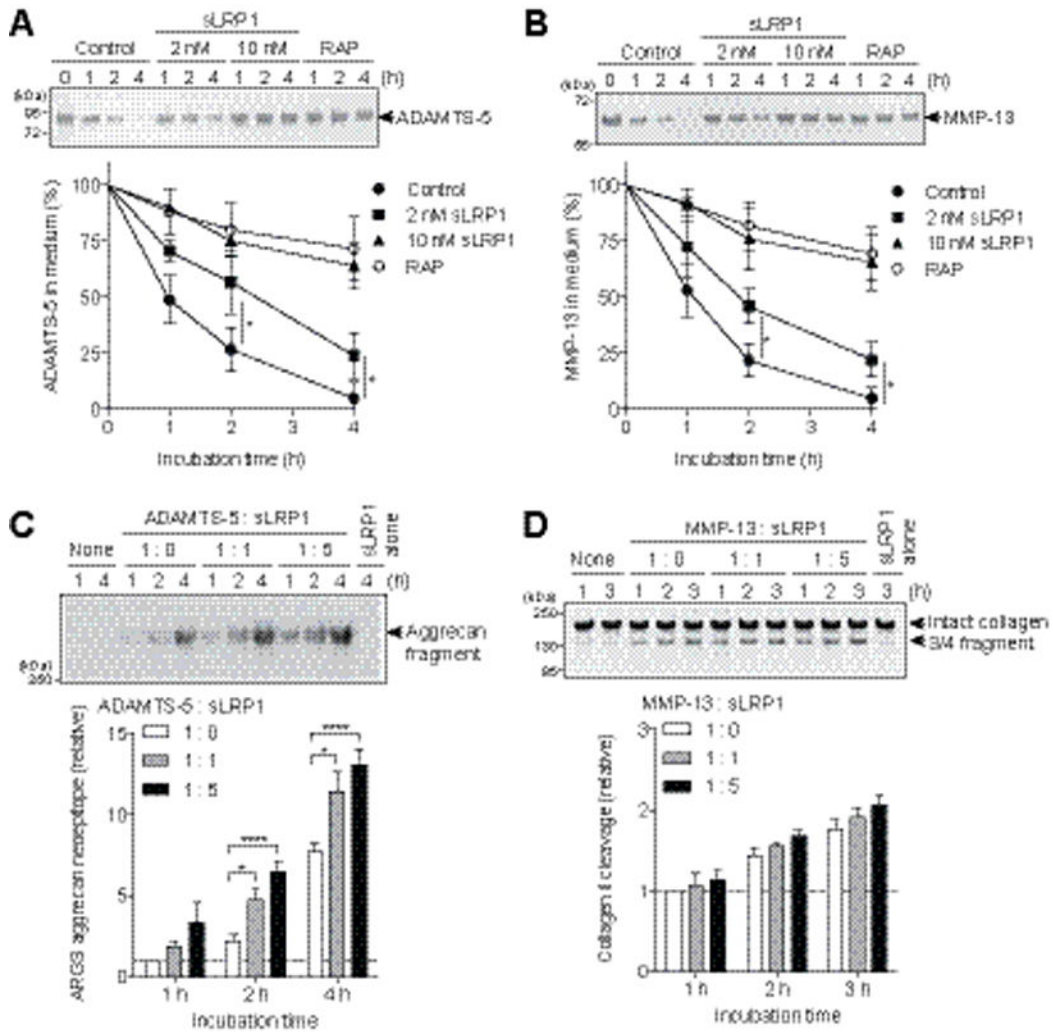 A
sLRP1
Control 2 nM 10 nM RAP
0 1 2 4 1 2 4 1 2 4 1 2 4 (h)
(kDa)
95
72
ADAMTS-5
ADAMTS-5 in medium (%)
100
75
50
25
0
Control
2 nM sLRP1
10 nM sLRP1
RAP
*
*
0 1 2 3 4
Incubation time (h)
B
sLRP1
Control 2 nM 10 nM RAP
0 1 2 4 1 2 4 1 2 4 1 2 4 (h)
(kDa)
72
MMP-13
MMP-13 in medium (%)
100
75
50
25
0
Control
2 nM sLRP1
10 nM sLRP1
RAP
*
*
0 1 2 3 4
Incubation time (h)
C
ADAMTS-5 : sLRP1
None 1 : 0 1 : 1 1 : 5 sLRP1 alone
1 4 1 2 4 1 2 4 1 2 4 4 (h)
(kDa)
Aggrecan
fragment
ADAMTS-5 : sLRP1
1 : 0
1 : 1
1 : 5
ARGS aggrecan neoepitope (relative)
15
10
5
0
* ****
* ****
1 h 2 h 4 h
Incubation time
D
MMP-13 : sLRP1
None 1 : 0 1 : 1 1 : 5 sLRP1 alone
1 3 1 2 3 1 2 3 1 2 3 3 (h)
(kDa)
250
130
95
Intact collagen
3/4 fragment
MMP-13 : sLRP1
1 : 0
1 : 1
1 : 5
Collagen II cleavage (relative)
3
2
1
0
1 h 2 h 3 h
Incubation time